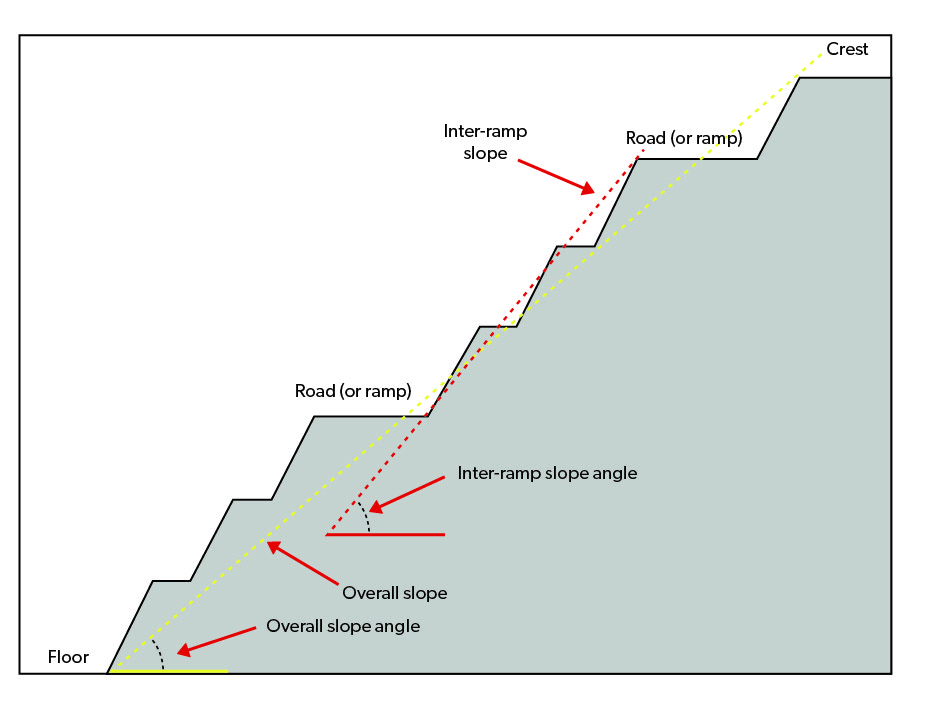 Crest
Inter-ramp
slope
Road (or ramp)
Road (or ramp)
Inter-ramp slope angle
Overall slope
Overall slope angle
Floor